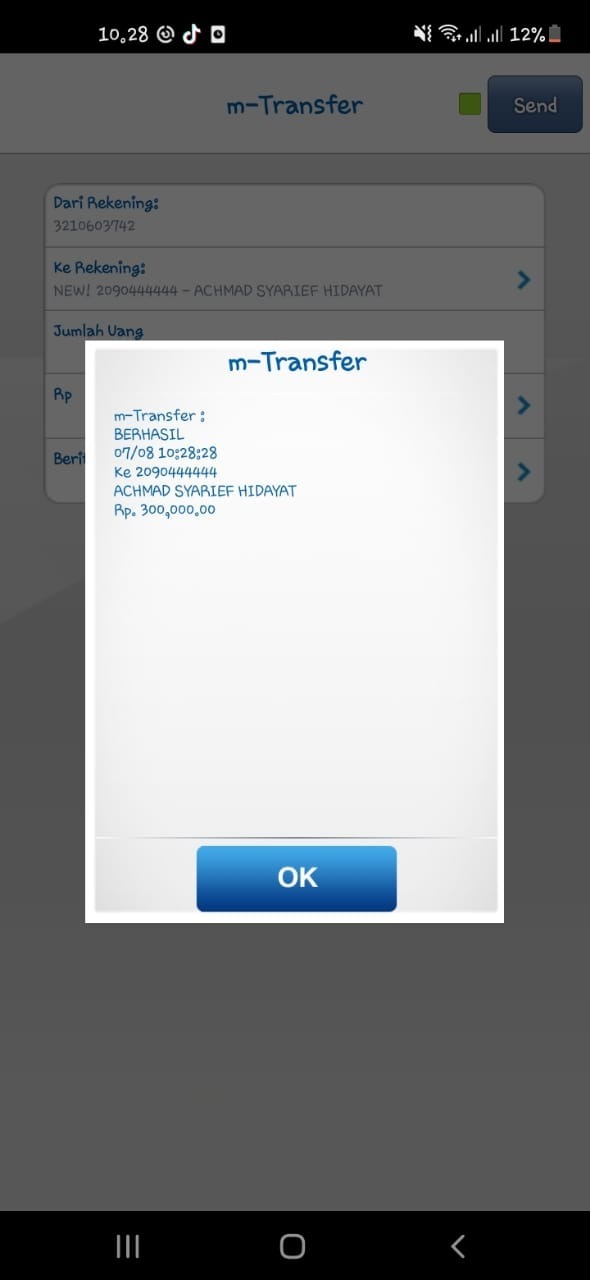 10.28
12%
m-Transfer
Send
Dari Rekening:
3210603742
Ke Rekening:
NEW! 2090444444 - ACHMAD SYARIEF HIDAYAT
Jumlah Uang
Rp
m-Transfer
m-Transfer :
BERHASIL
07/08 10:28:28
Ke 2090444444
ACHMAD SYARIEF HIDAYAT
Rp. 300,000.00
OK